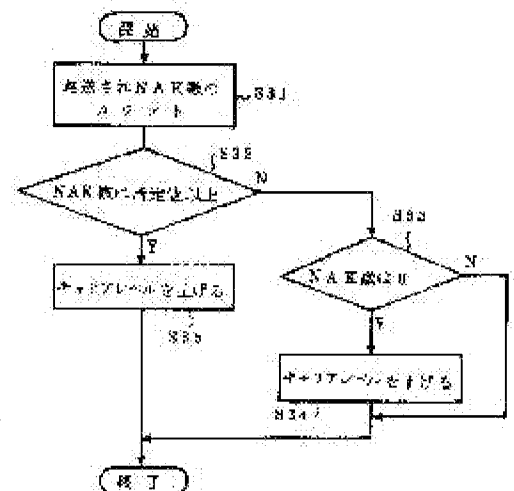 開始
返送されNAK数の
カウント
S31
S32
NAK数は所定値以上
N
Y
S33
キャリアレベルを上げる
NAK数は0
N
S35
Y
キャリアレベルを下げる
S34
終了